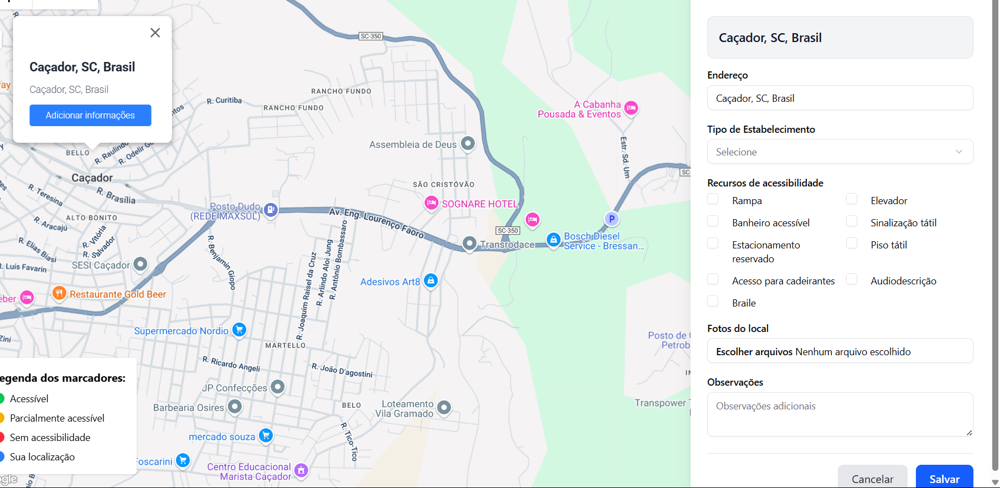 Caçador, SC, Brasil
Caçador, SC, Brasil
Adicionar informações
SC-350
RANCHO FUNDO
R. Curitiba
RANCHO FUNDO
A Cabanha
Pousada & Eventos
Estr. Sd. Um
Assembleia de Deus
BELLO
R. Raulindo
R. Odelir
Caçador
R. Teresina
R. Brasília
SÃO CRISTÓVÃO
SOGNARE HOTEL
Posto Dudo
(REDE MAXSUL)
Av. Eng. Lourenço Faoro
ALTO BONITO
R. Aracajú
R. Vitória
R. Salvador
R. Elias Biasi
R. Luís Favarin
SESI Caçador
R. Benjamin Giopo
R. Joaquim Raisel da Cruz
R. Arlindo Aloi Jung
R. Antônio Bombassaro
SC-350
P
Transrodace
Bosch Diesel
Service - Bressan...
Adesivos Art8
Restaurante Gold Beer
Supermercado Nordio
MARTELLO
R. Ricardo Angeli
R. João D'agostini
JP Confecções
Barbearia Osires
BELO
Loteamento
Vila Gramado
R. Tico-Tico
mercado souza
Foscarini
Centro Educacional
Marista Caçador
Posto de
Petrob
Transpower
egenda dos marcadores:
Acessível
Parcialmente acessível
Sem acessibilidade
Sua localização
Caçador, SC, Brasil
Endereço
Caçador, SC, Brasil
Tipo de Estabelecimento
Selecione
Recursos de acessibilidade
Rampa
Elevador
Banheiro acessível
Sinalização tátil
Estacionamento
reservado
Piso tátil
Acesso para cadeirantes
Audiodescrição
Braile
Fotos do local
Escolher arquivos Nenhum arquivo escolhido
Observações
Observações adicionais
Cancelar
Salvar